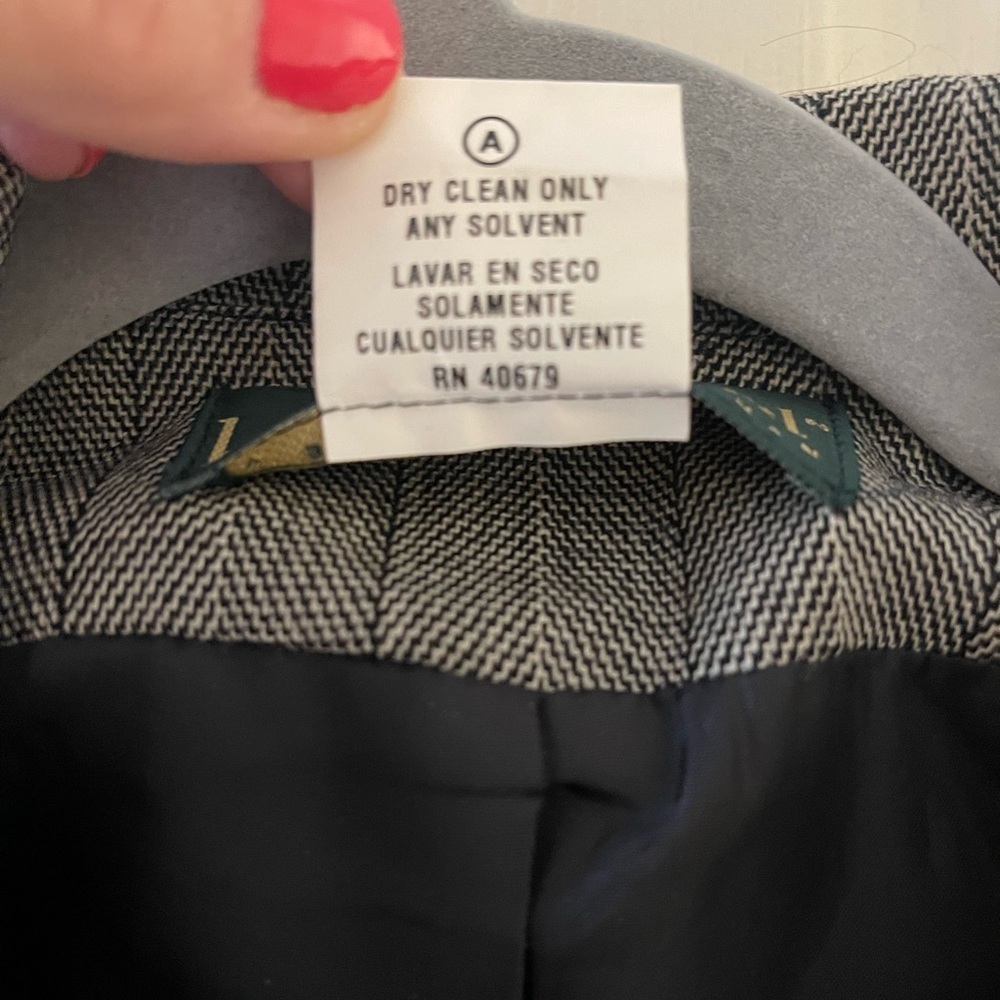 A
DRY CLEAN ONLY
ANY SOLVENT
LAVAR EN SECO
SOLAMENTE
CUALQUIER SOLVENTE
RN 40679